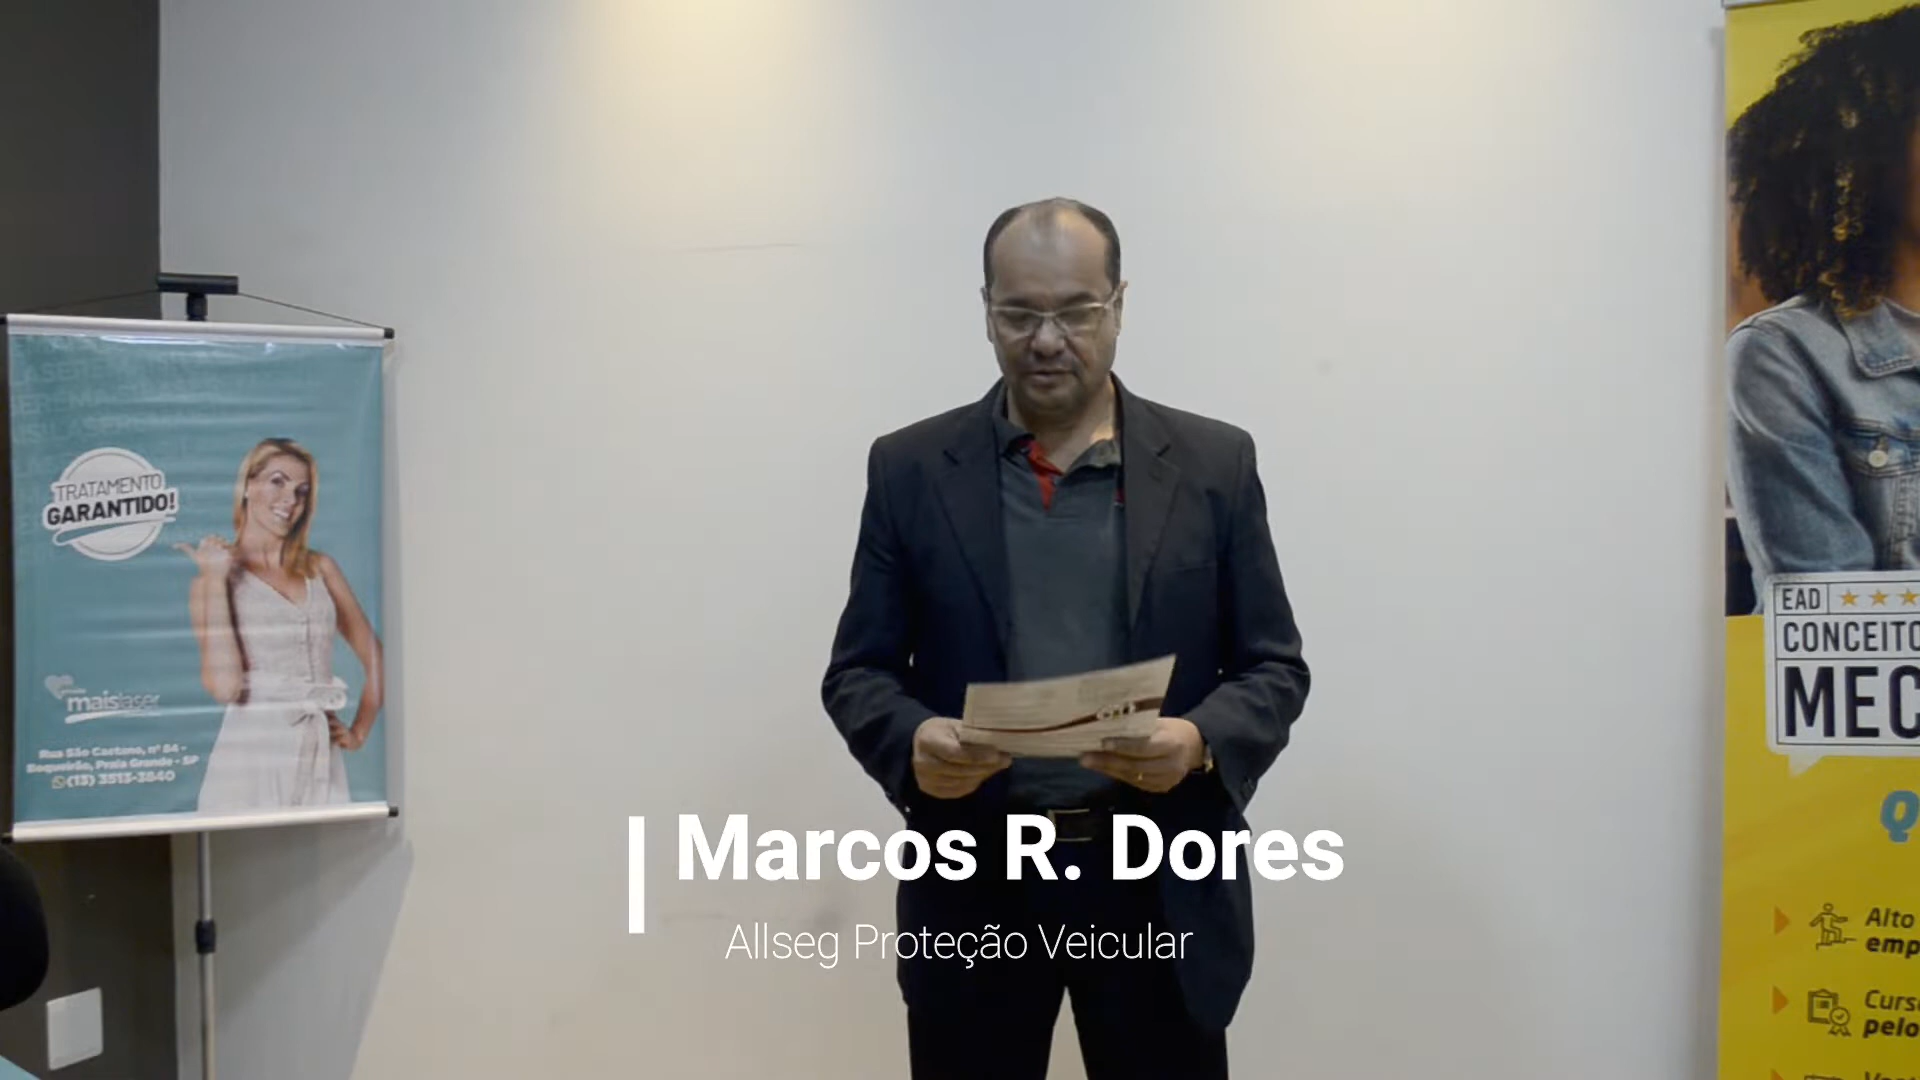 TRATAMENTO
GARANTIDO!
maislaser
Rua São Caetano, nº 84 -
Boqueirão, Praia Grande - SP
(13) 3513-3840
Marcos R. Dores
Allseg Proteção Veicular
EAD
CONCEITO
MEC
Q
Alto
emp
Curs
pelo